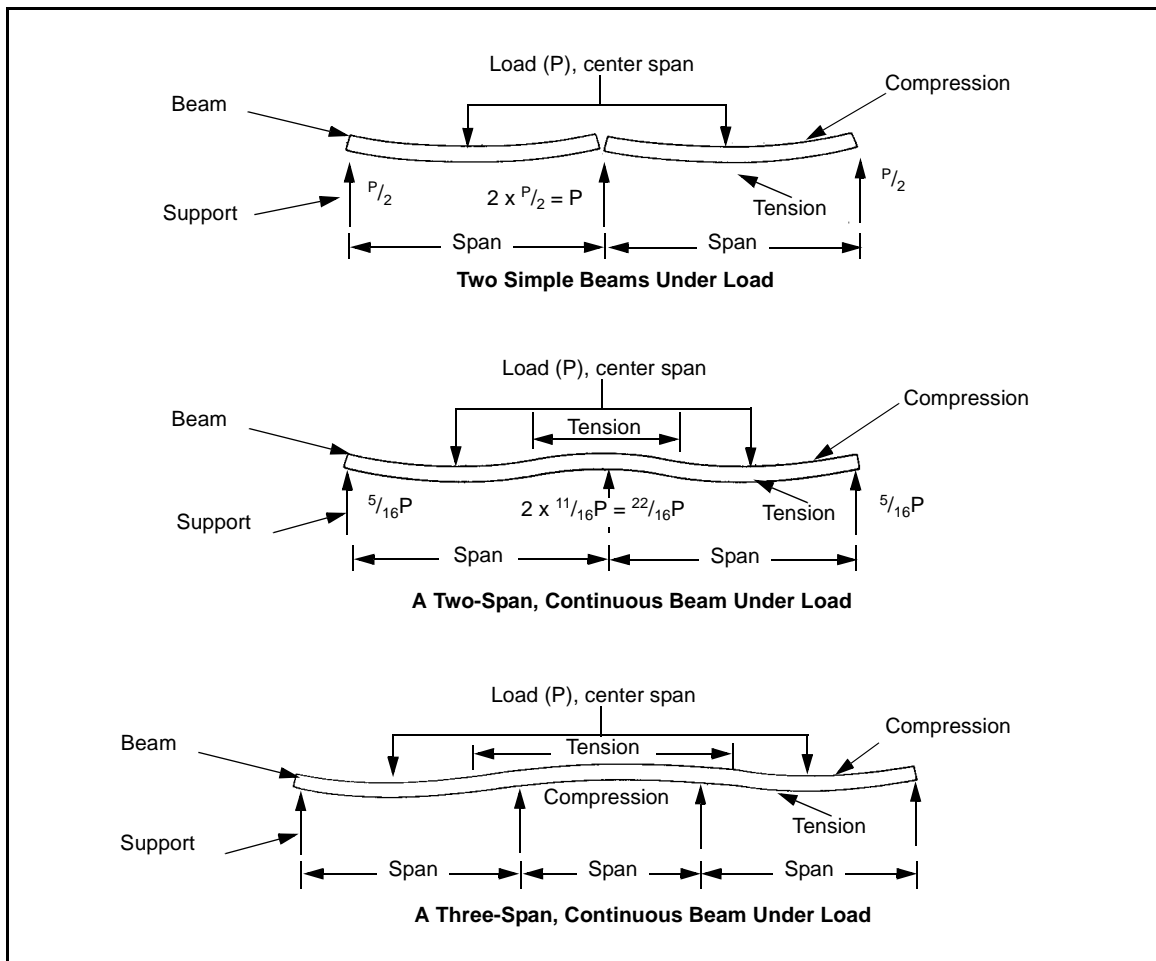 Load (P), center span
Compression
Beam
P/2
2 x P/2 = P
P/2
Support
Tension
Span
Span
Two Simple Beams Under Load
Load (P), center span
Compression
Beam
Tension
5/16P
2 x 11/16P = 22/16P
Tension
5/16P
Support
Span
Span
A Two-Span, Continuous Beam Under Load
Load (P), center span
Compression
Beam
Tension
Compression
Tension
Support
Span
Span
Span
A Three-Span, Continuous Beam Under Load